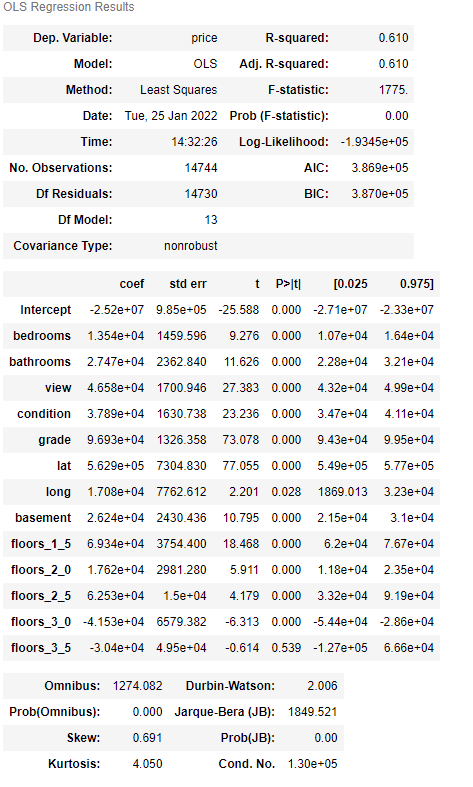 OLS Regression Results
Dep. Variable: price R-squared: 0.610
Model: OLS Adj. R-squared: 0.610
Method: Least Squares F-statistic: 1775.
Date: Tue, 25 Jan 2022 Prob (F-statistic): 0.00
Time: 14:32:26 Log-Likelihood: -1.9345e+05
No. Observations: 14744 AIC: 3.869e+05
Df Residuals: 14730 BIC: 3.870e+05
Df Model: 13
Covariance Type: nonrobust
coef std err t P>|t| [0.025 0.975]
Intercept -2.52e+07 9.85e+05 -25.588 0.000 -2.71e+07 -2.33e+07
bedrooms 1.354e+04 1459.596 9.276 0.000 1.07e+04 1.64e+04
bathrooms 2.747e+04 2362.840 11.626 0.000 2.28e+04 3.21e+04
view 4.658e+04 1700.946 27.383 0.000 4.32e+04 4.99e+04
condition 3.789e+04 1630.738 23.236 0.000 3.47e+04 4.11e+04
grade 9.693e+04 1326.358 73.078 0.000 9.43e+04 9.95e+04
lat 5.629e+05 7304.830 77.055 0.000 5.49e+05 5.77e+05
long 1.708e+04 7762.612 2.201 0.028 1869.013 3.23e+04
basement 2.624e+04 2430.436 10.795 0.000 2.15e+04 3.1e+04
floors_1_5 6.934e+04 3754.400 18.468 0.000 6.2e+04 7.67e+04
floors_2_0 1.762e+04 2981.280 5.911 0.000 1.18e+04 2.35e+04
floors_2_5 6.253e+04 1.5e+04 4.179 0.000 3.32e+04 9.19e+04
floors_3_0 -4.153e+04 6579.382 -6.313 0.000 -5.44e+04 -2.86e+04
floors_3_5 -3.04e+04 4.95e+04 -0.614 0.539 -1.27e+05 6.66e+04
Omnibus: 1274.082 Durbin-Watson: 2.006
Prob(Omnibus): 0.000 Jarque-Bera (JB): 1849.521
Skew: 0.691 Prob(JB): 0.00
Kurtosis: 4.050 Cond. No. 1.30e+05